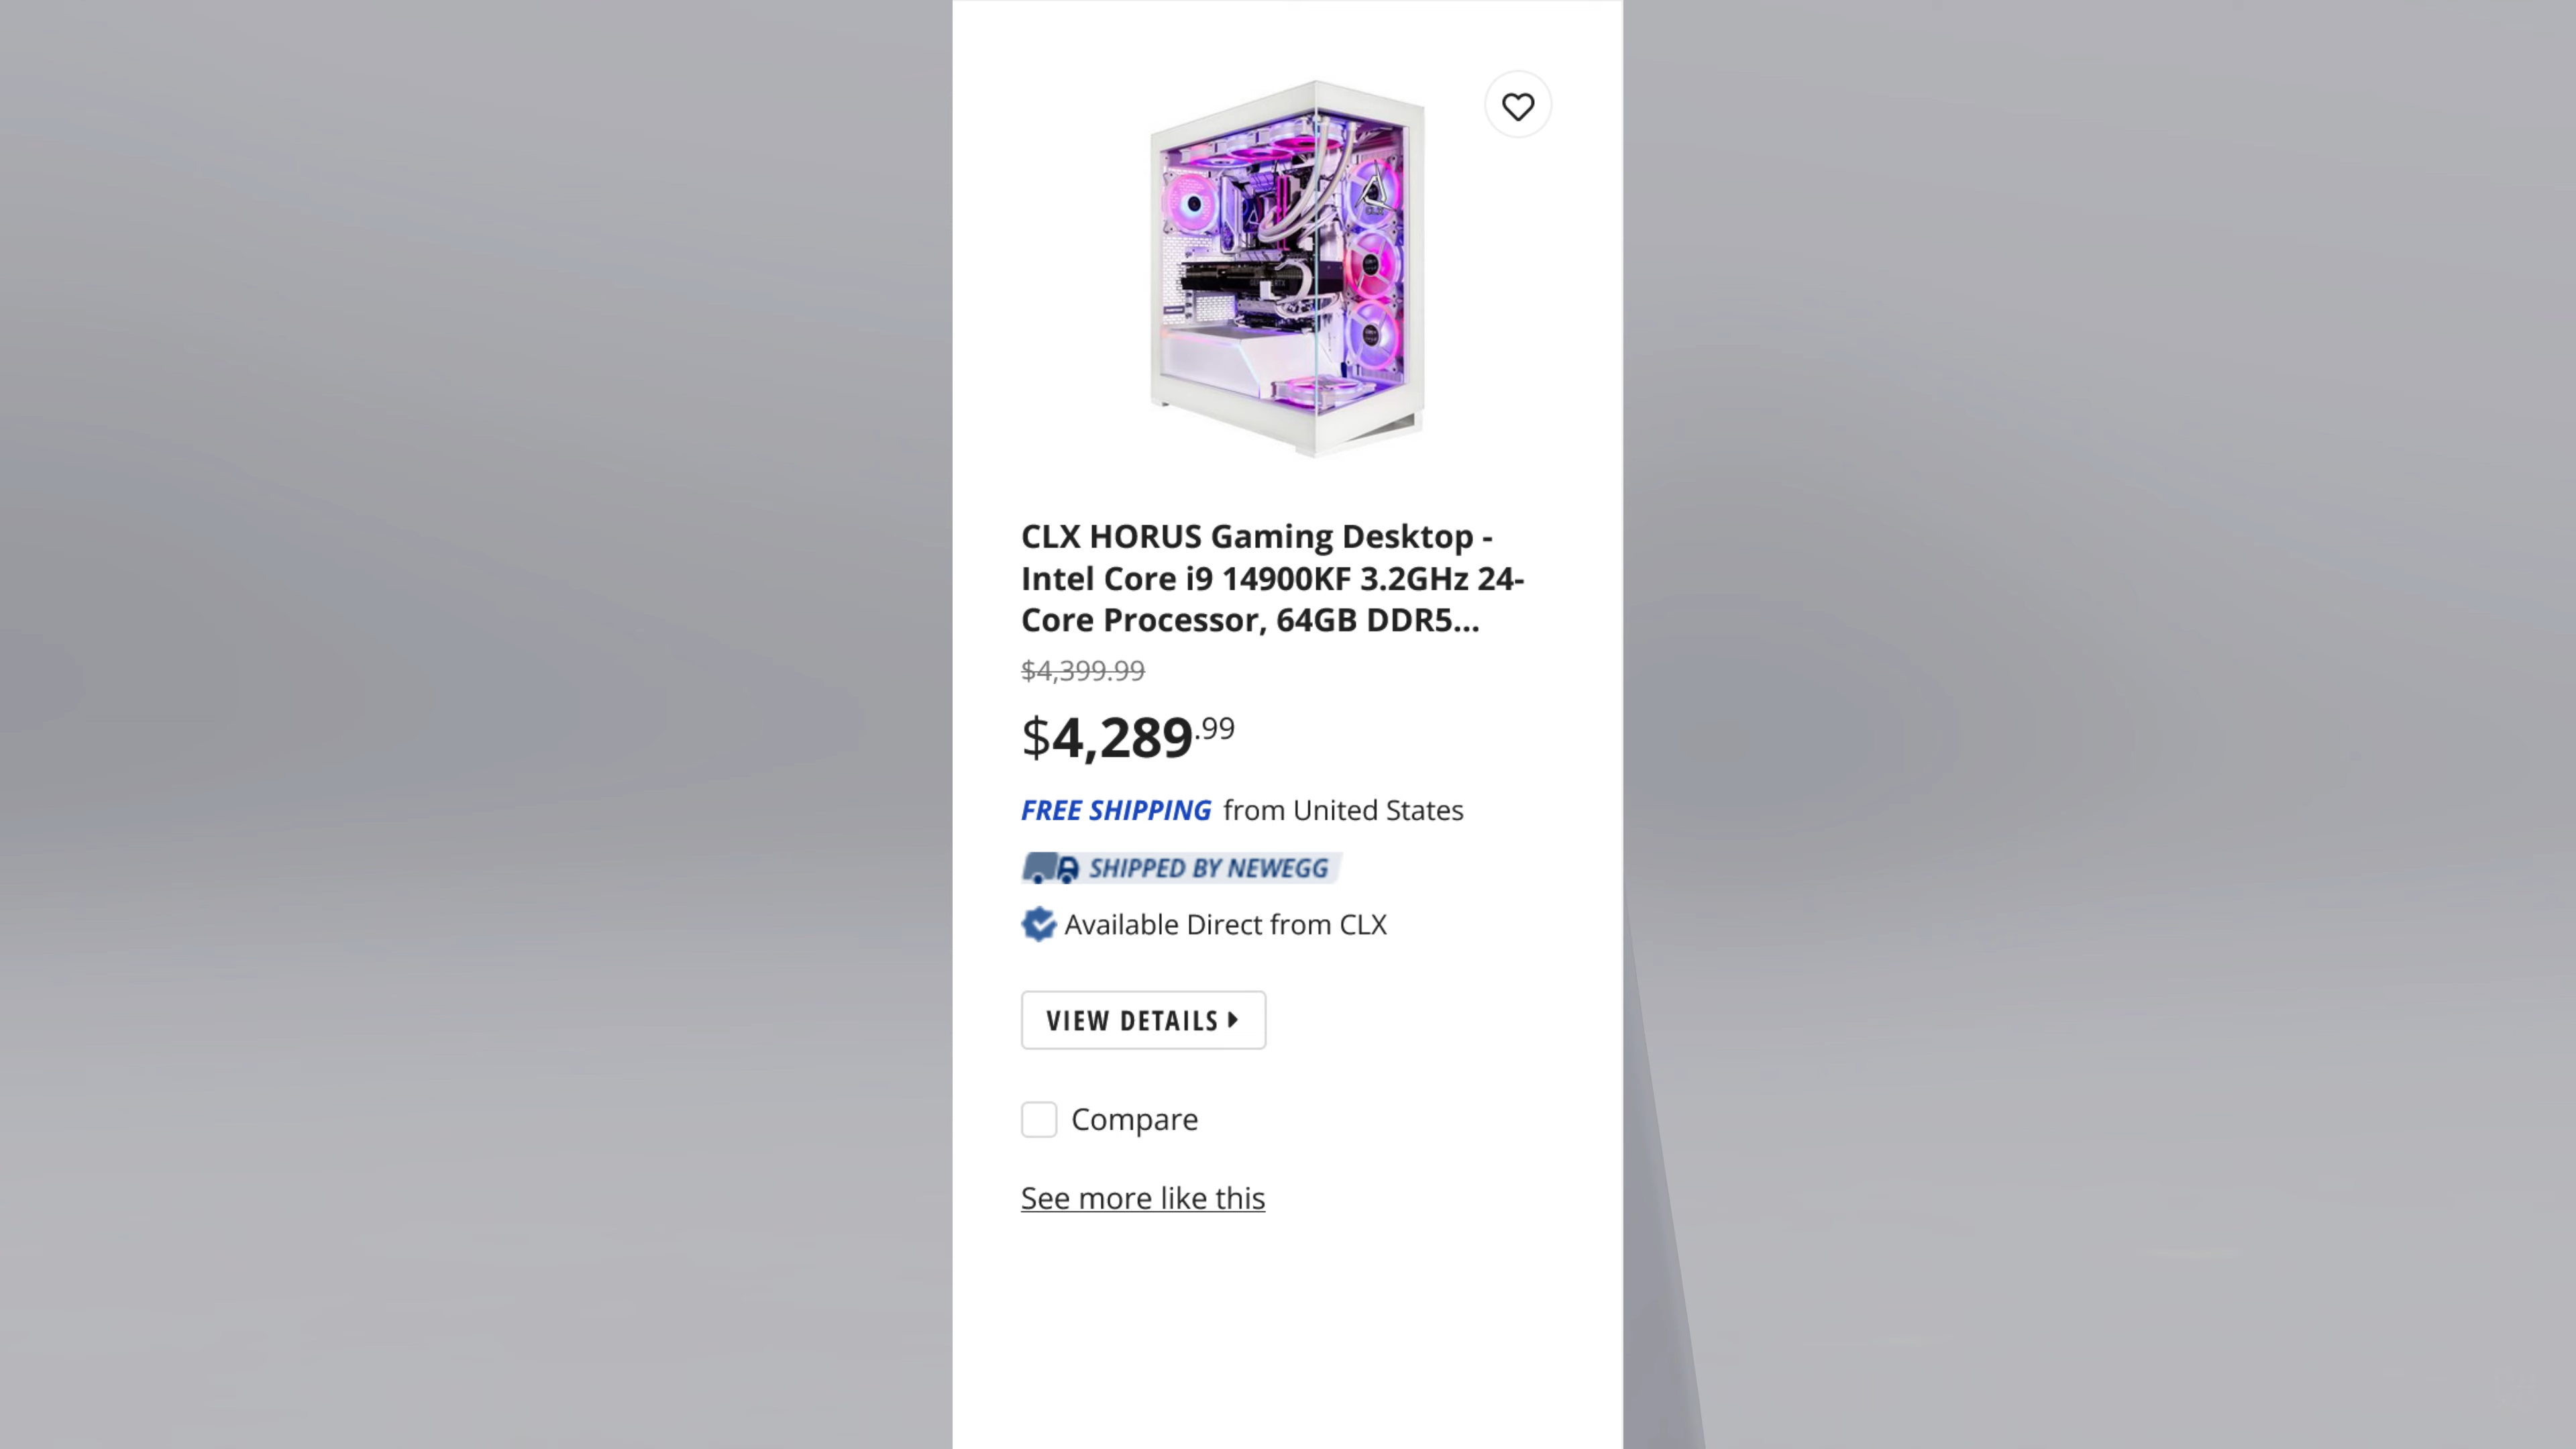 CLX HORUS Gaming Desktop -
Intel Core i9 14900KF 3.2GHz 24-
Core Processor, 64GB DDR5...
$4,399.99
$4,289.99
FREE SHIPPING from United States
SHIPPED BY NEWEGG
Available Direct from CLX
VIEW DETAILS
Compare
See more like this